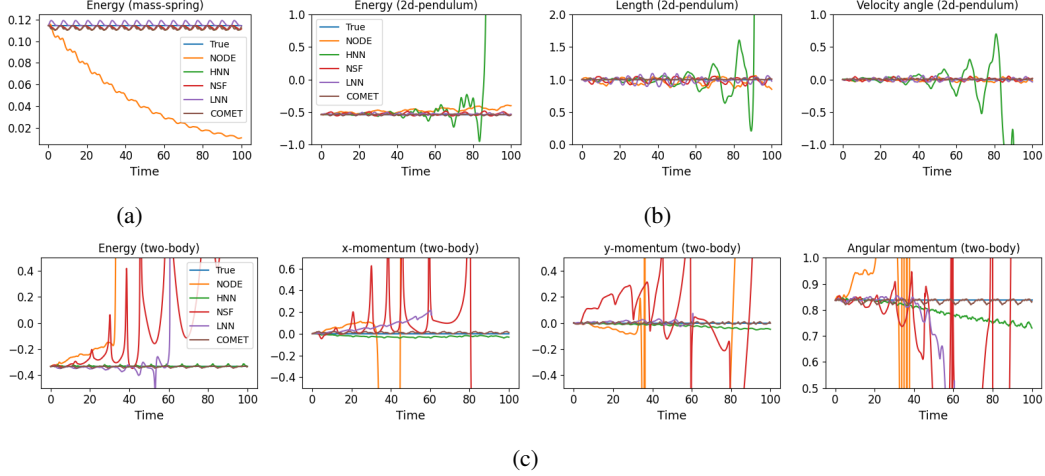 Energy (mass-spring)
0.12
0.10
0.08
0.06
0.04
0.02
0 20 40 60 80 100
Time
True
NODE
HNN
NSF
LNN
COMET
Energy (2d-pendulum)
1.0
0.5
0.0
−0.5
−1.0
0 20 40 60 80 100
Time
True
NODE
HNN
NSF
LNN
COMET
Length (2d-pendulum)
2.0
1.5
1.0
0.5
0.0
0 20 40 60 80 100
Time
Velocity angle (2d-pendulum)
1.0
0.5
0.0
−0.5
−1.0
0 20 40 60 80 100
Time
(a)
(b)
Energy (two-body)
0.4
0.2
0.0
−0.2
−0.4
0 20 40 60 80 100
Time
True
NODE
HNN
NSF
LNN
COMET
x-momentum (two-body)
0.6
0.4
0.2
0.0
−0.2
−0.4
0 20 40 60 80 100
Time
y-momentum (two-body)
0.4
0.2
0.0
−0.2
−0.4
0 20 40 60 80 100
Time
Angular momentum (two-body)
1.0
0.9
0.8
0.7
0.6
0.5
0 20 40 60 80 100
Time
(c)